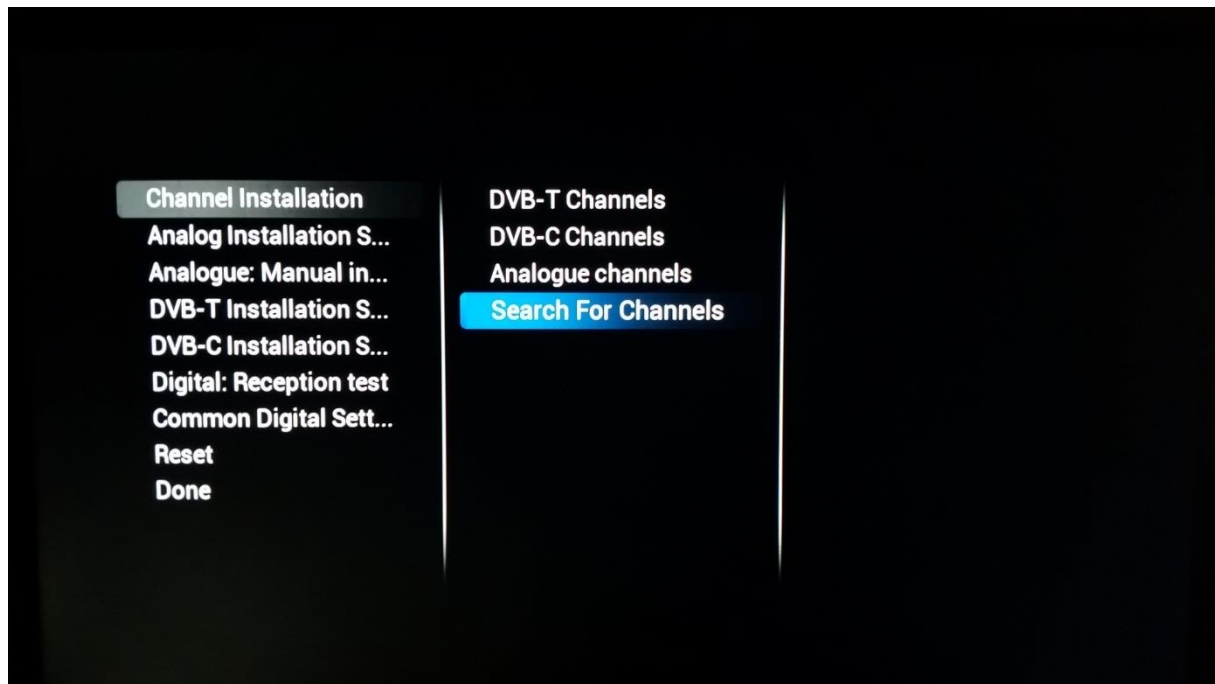 Channel Installation
Analog Installation S...
Analogue: Manual in...
DVB-T Installation S...
DVB-C Installation S...
Digital: Reception test
Common Digital Sett...
Reset
Done
DVB-T Channels
DVB-C Channels
Analogue channels
Search For Channels